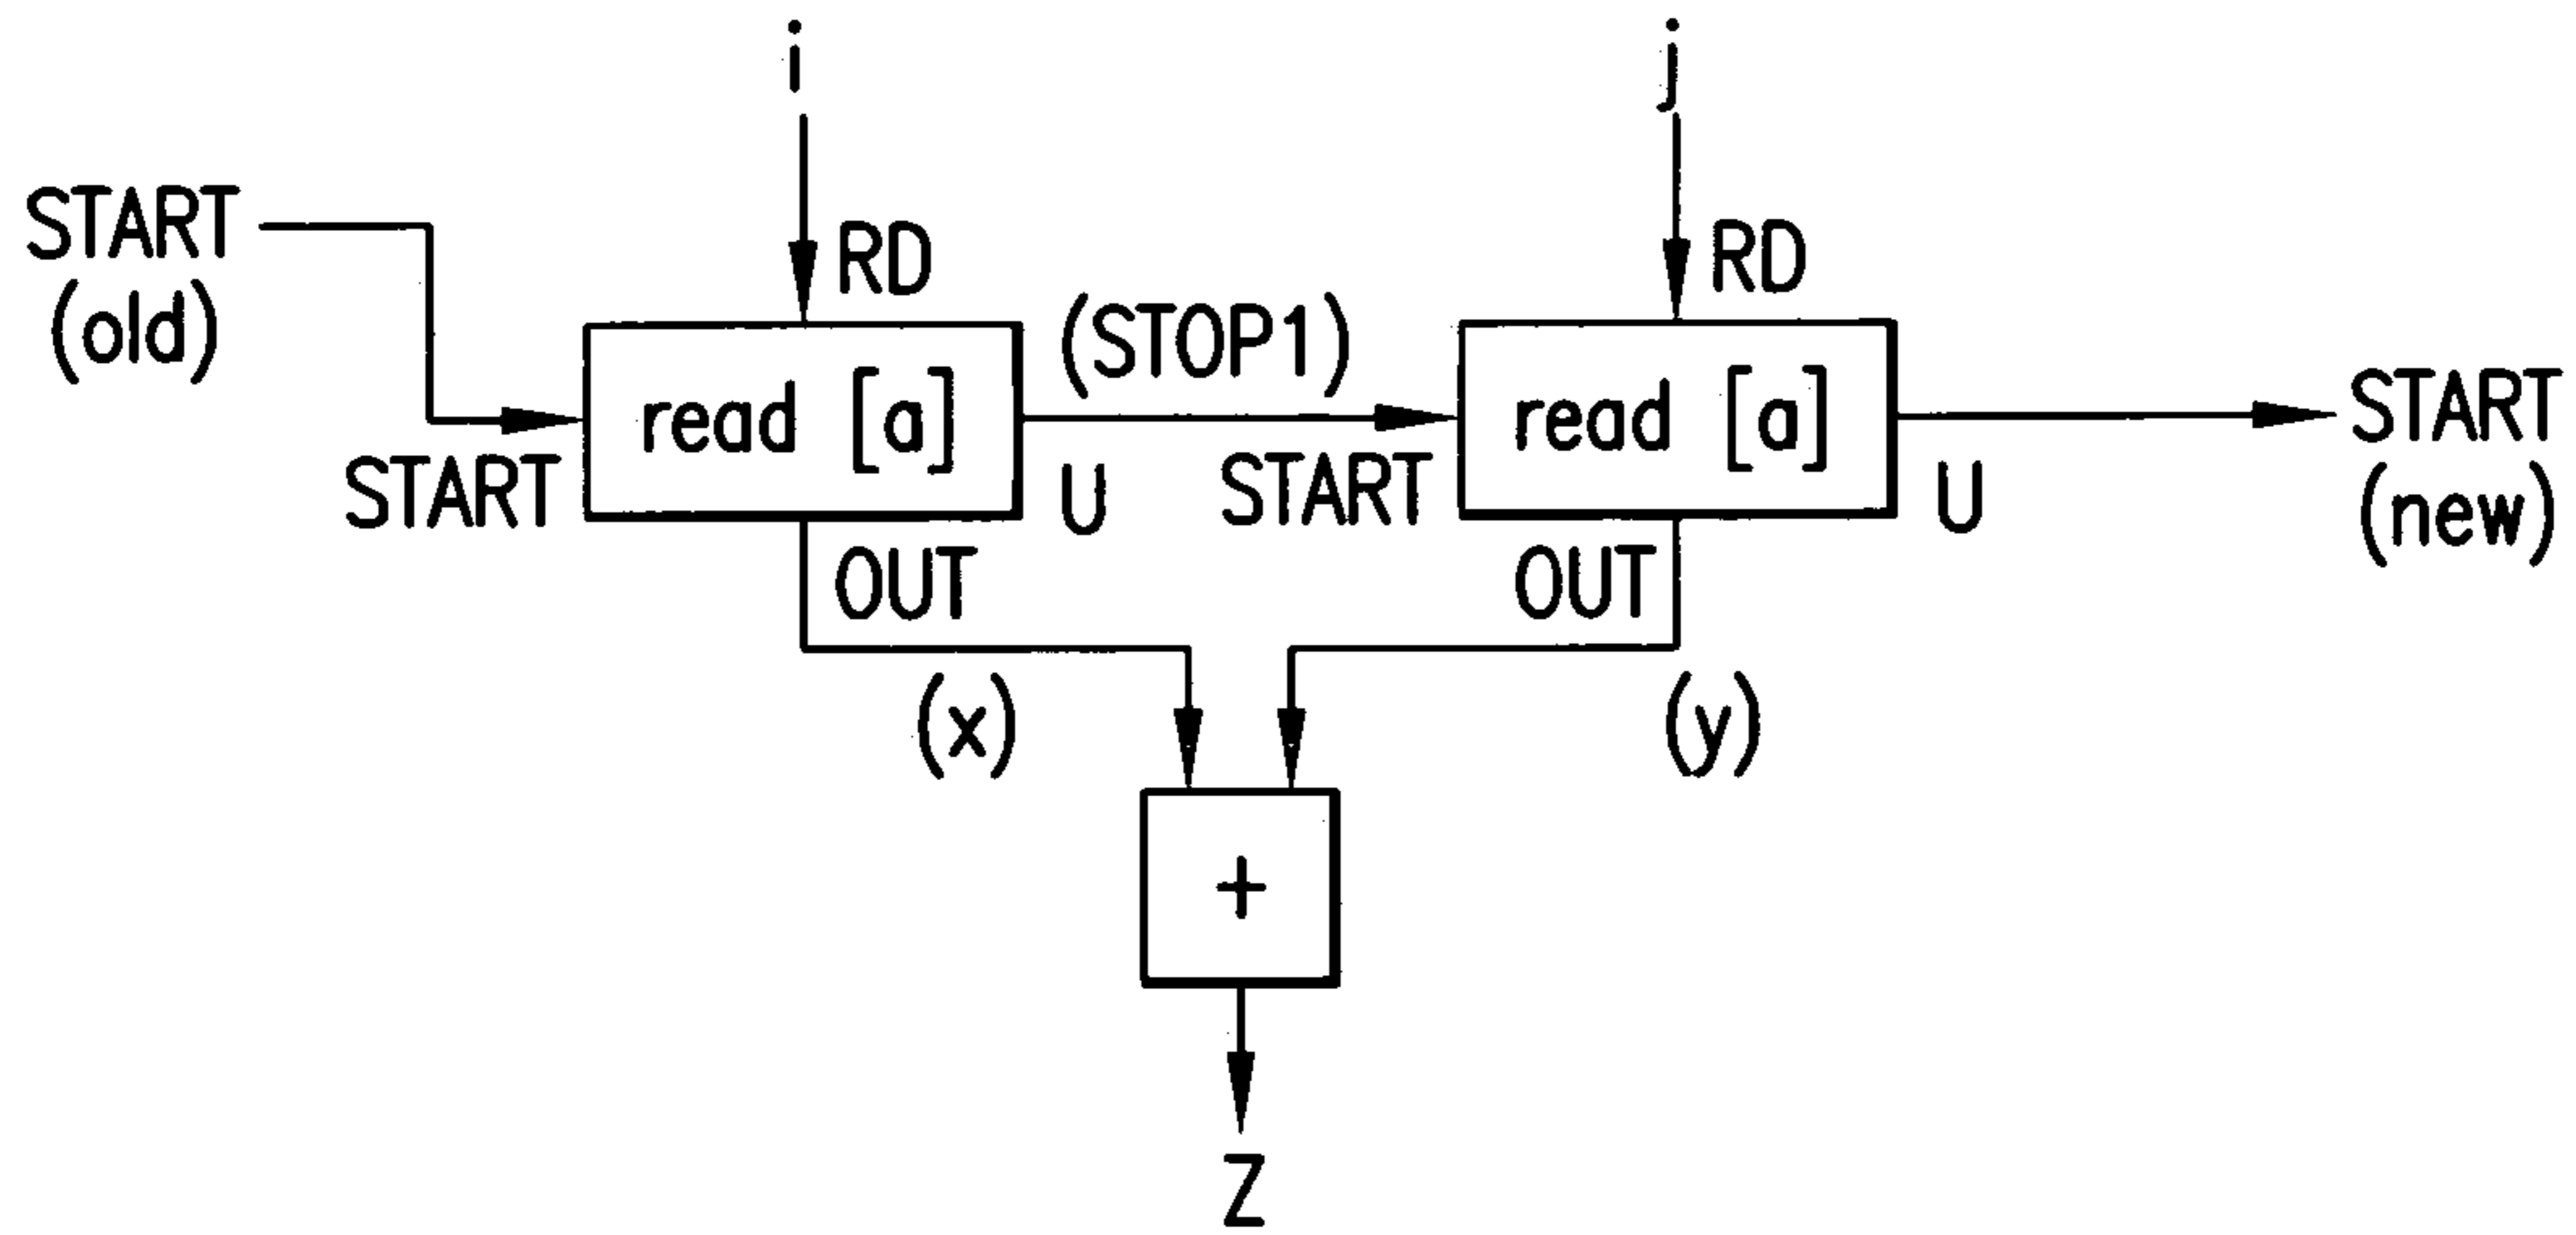 i
j
START
(old)
RD
RD
(STOP1)
read [a]
read [a]
START
(new)
START
U
START
U
OUT
OUT
(x)
(y)
+
Z